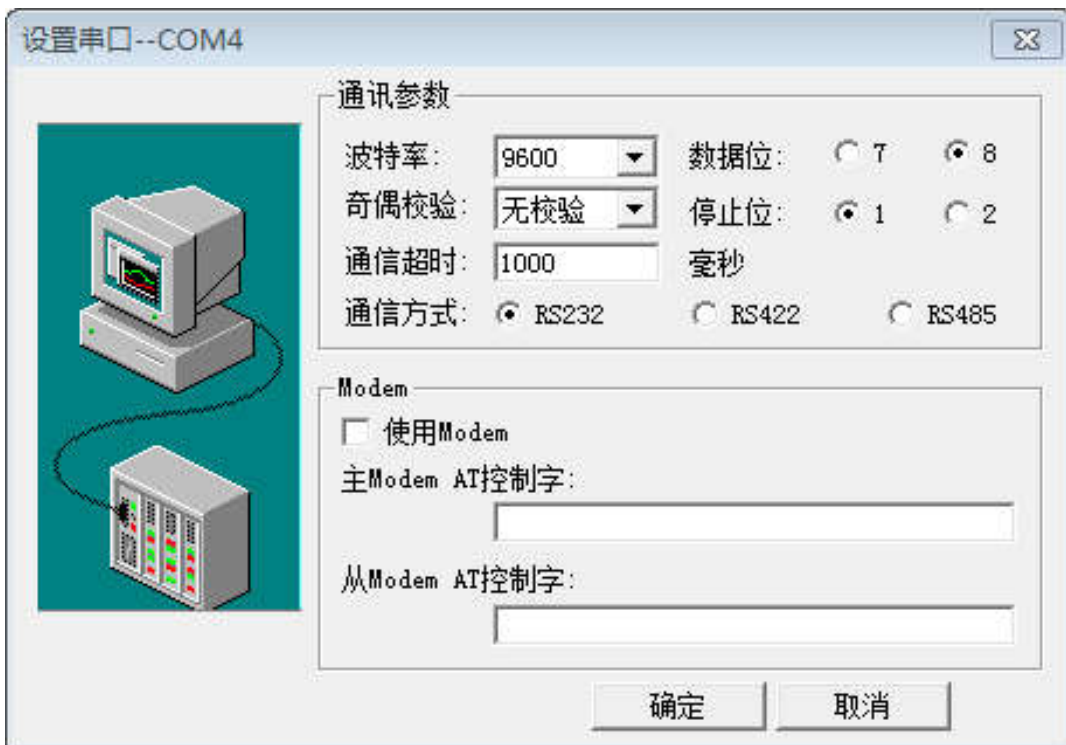 设置串口--COM4
通讯参数
波特率: 9600 数据位: 7 8
奇偶校验: 无校验 停止位: 1 2
通信超时: 1000 毫秒
通信方式: RS232 RS422 RS485
Modem
使用Modem
主Modem AT控制字:
从Modem AT控制字:
确定 取消